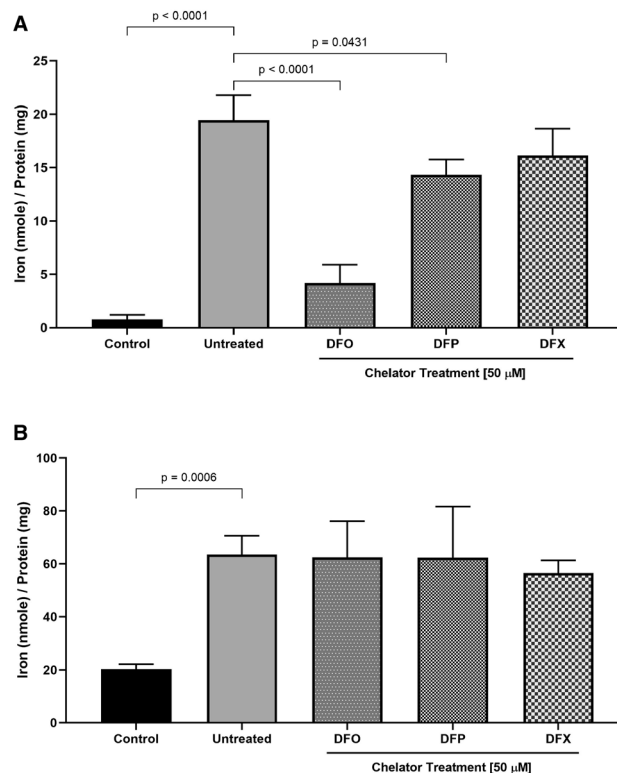 A
p < 0.0001
p = 0.0431
p < 0.0001
Iron (nmole) / Protein (mg)
25
20
15
10
5
0
Control Untreated DFO DFP DFX
Chelator Treatment [50 μM]
B
p = 0.0006
Iron (nmole) / Protein (mg)
100
80
60
40
20
0
Control Untreated DFO DFP DFX
Chelator Treatment [50 μM]